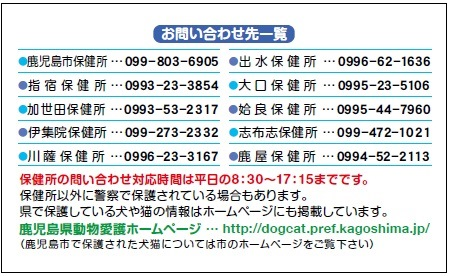 お問い合わせ先一覧
●鹿児島市保健所 … 099-803-6905 ●出水保健所 … 0996-62-1636
●指宿保健所 … 0993-23-3854 ●大口保健所 … 0995-23-5106
●加世田保健所 … 0993-53-2317 ●姶良保健所 … 0995-44-7960
●伊集院保健所 … 099-273-2332 ●志布志保健所 … 099-472-1021
●川薩保健所 … 0996-23-3167 ●鹿屋保健所 … 0994-52-2113
保健所の問い合わせ対応時間は平日の8:30〜17:15までです。
保健所以外に警察で保護されている場合もあります。
県で保護している犬や猫の情報はホームページにも掲載しています。
鹿児島県動物愛護ホームページ … http://dogcat.pref.kagoshima.jp/
(鹿児島市で保護された犬猫については市のホームページをご覧下さい)